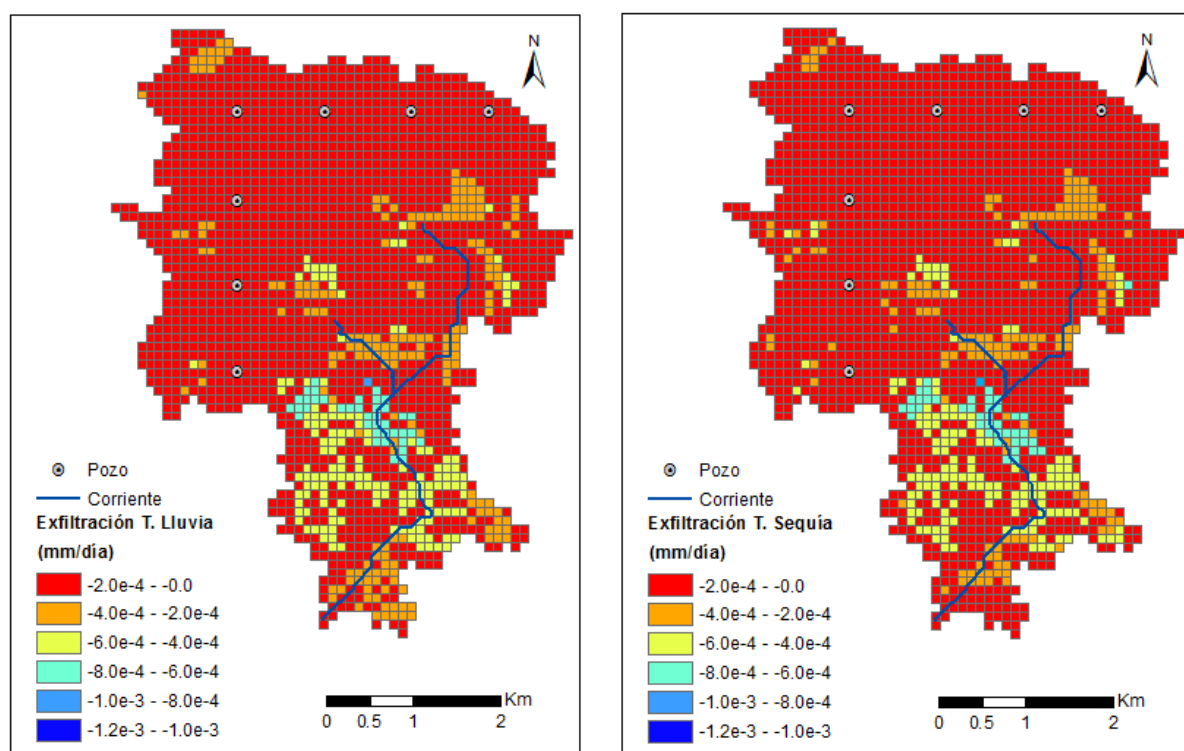 N
Pozo
Corriente
Exfiltración T. Lluvia
(mm/día)
-2.0e-4 - -0.0
-4.0e-4 - -2.0e-4
-6.0e-4 - -4.0e-4
-8.0e-4 - -6.0e-4
-1.0e-3 - -8.0e-4
-1.2e-3 - -1.0e-3
Km
0 0.5 1 2
N
Pozo
Corriente
Exfiltración T. Sequía
(mm/día)
-2.0e-4 - -0.0
-4.0e-4 - -2.0e-4
-6.0e-4 - -4.0e-4
-8.0e-4 - -6.0e-4
-1.0e-3 - -8.0e-4
-1.2e-3 - -1.0e-3
Km
0 0.5 1 2